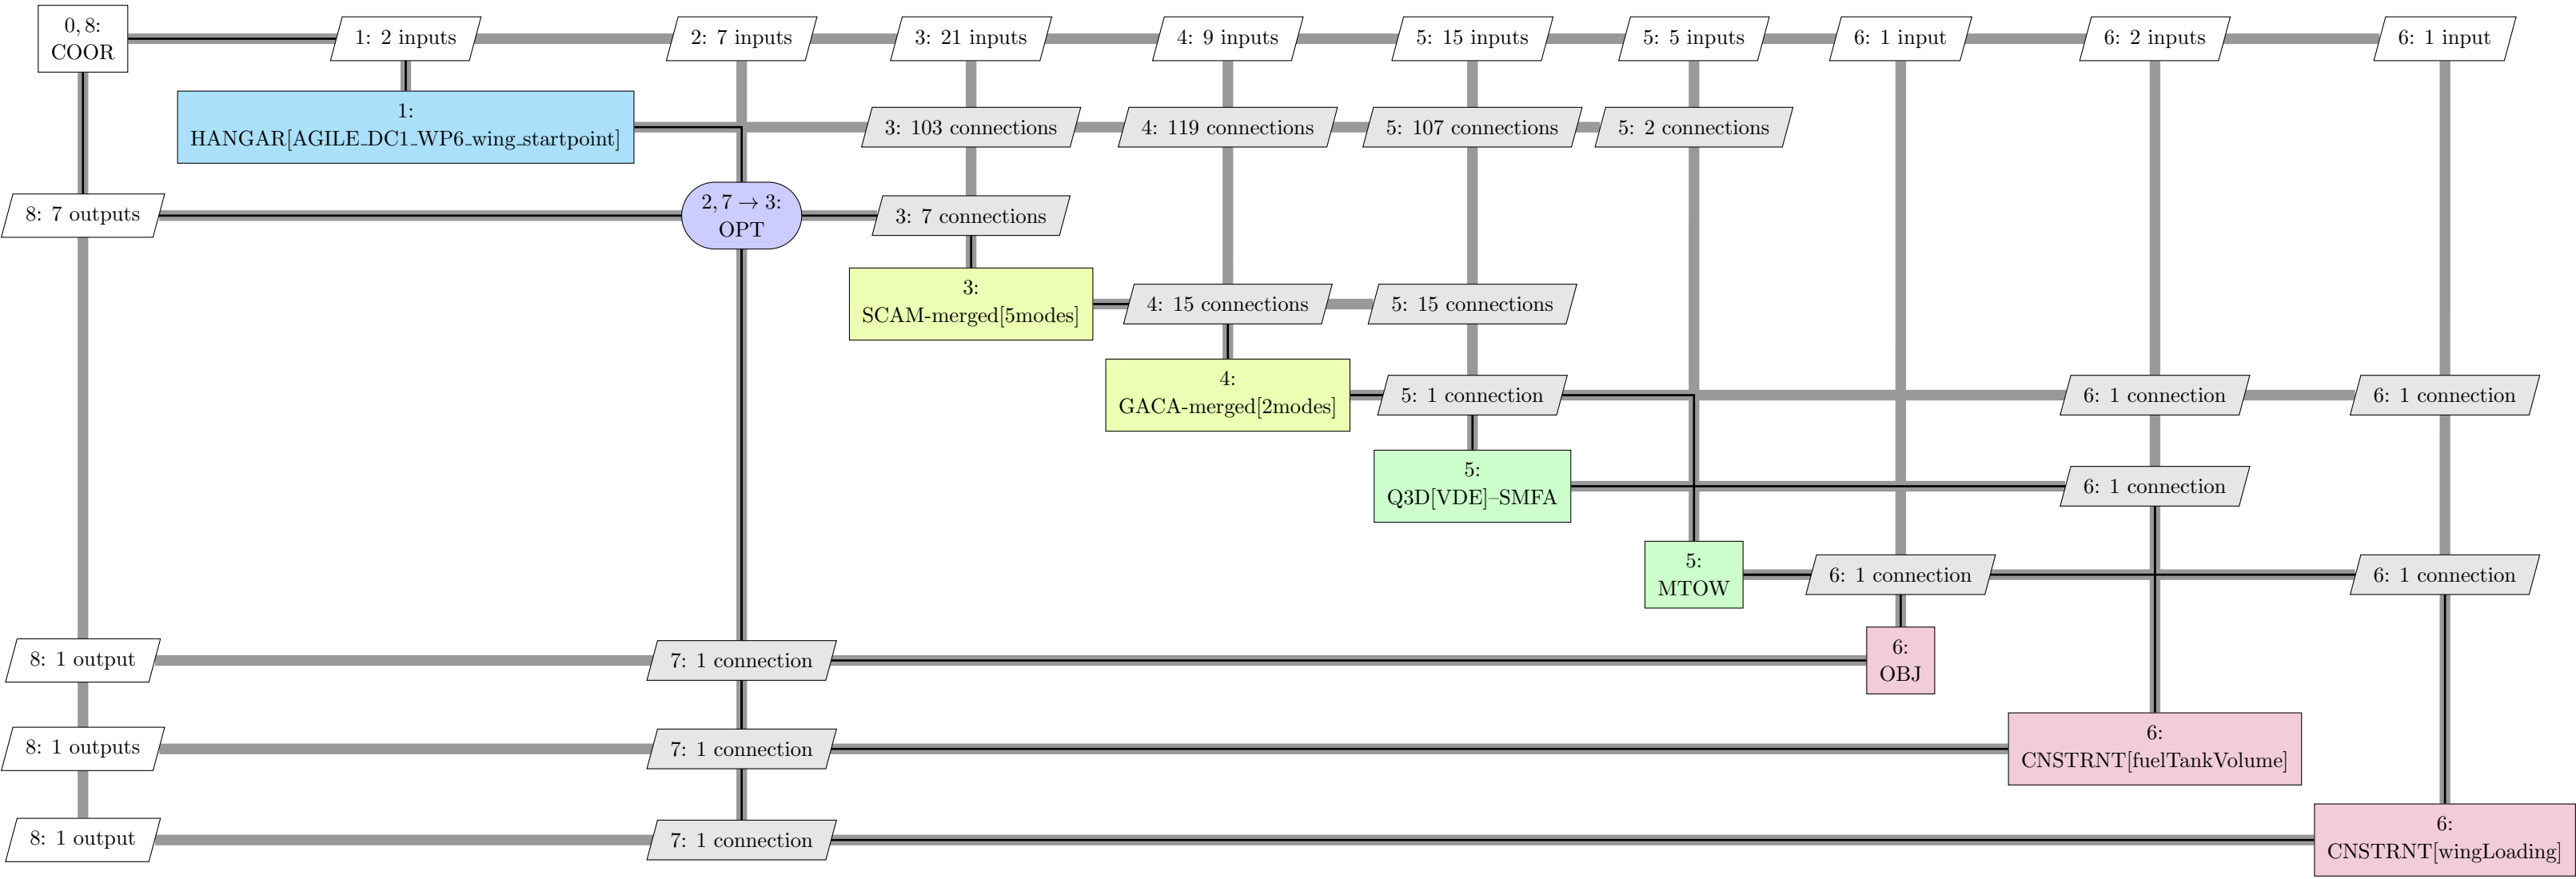 0, 8:
COOR
1: 2 inputs
2: 7 inputs
3: 21 inputs
4: 9 inputs
5: 15 inputs
5: 5 inputs
6: 1 input
6: 2 inputs
6: 1 input
1:
HANGAR[AGILE_DC1_WP6_wing_startpoint]
3: 103 connections
4: 119 connections
5: 107 connections
5: 2 connections
8: 7 outputs
2, 7 → 3:
OPT
3: 7 connections
3:
SCAM-merged[5modes]
4: 15 connections
5: 15 connections
4:
GACA-merged[2modes]
5: 1 connection
6: 1 connection
6: 1 connection
5:
Q3D[VDE]–SMFA
6: 1 connection
5:
MTOW
6: 1 connection
6: 1 connection
8: 1 output
7: 1 connection
6:
OBJ
8: 1 outputs
7: 1 connection
6:
CNSTRNT[fuelTankVolume]
8: 1 output
7: 1 connection
6:
CNSTRNT[wingLoading]